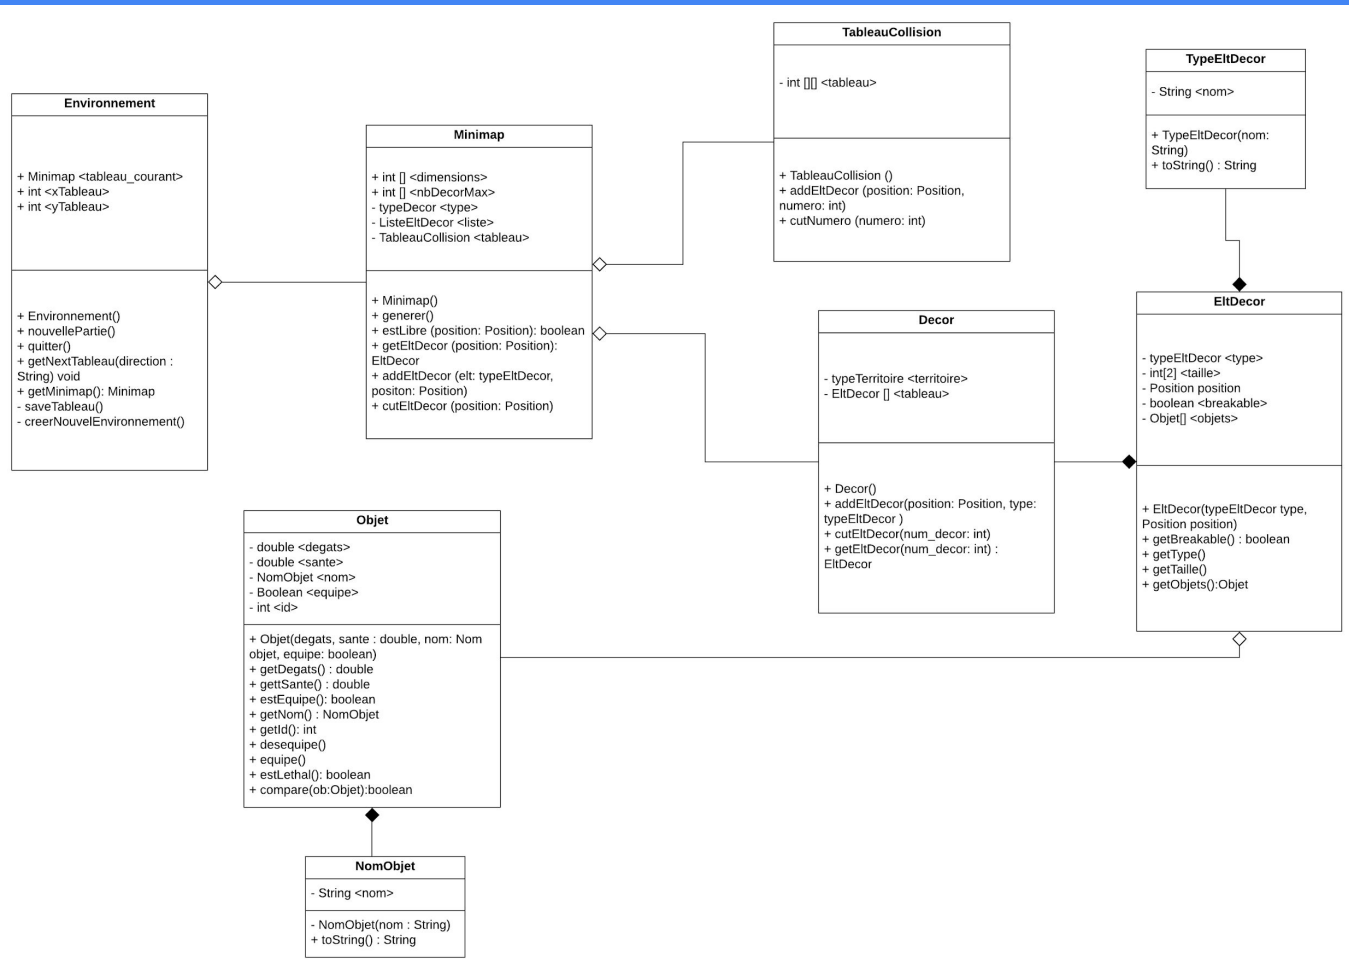 TableauCollision
- int [][] <tableau>
+ TableauCollision ()
+ addEltDecor (position: Position,
numero: int)
+ cutNumero (numero: int)
TypeEltDecor
- String <nom>
+ TypeEltDecor(nom:
String)
+ toString() : String
Environnement
+ Minimap <tableau_courant>
+ int <xTableau>
+ int <yTableau>
+ Environnement()
+ nouvellePartie()
+ quitter()
+ getNextTableau(direction :
String) void
+ getMinimap(): Minimap
- saveTableau()
- creerNouvelEnvironnement()
Minimap
+ int [] <dimensions>
+ int [] <nbDecorMax>
- typeDecor <type>
- ListeEltDecor <liste>
- TableauCollision <tableau>
+ Minimap()
+ generer()
+ estLibre (position: Position): boolean
+ getEltDecor (position: Position):
EltDecor
+ addEltDecor (elt: typeEltDecor,
positon: Position)
+ cutEltDecor (position: Position)
Decor
- typeTerritoire <territoire>
- EltDecor [] <tableau>
+ Decor()
+ addEltDecor(position: Position, type:
typeEltDecor )
+ cutEltDecor(num_decor: int)
+ getEltDecor(num_decor: int) :
EltDecor
EltDecor
- typeEltDecor <type>
- int[2] <taille>
- Position position
- boolean <breakable>
- Objet[] <objets>
+ EltDecor(typeEltDecor type,
Position position)
+ getBreakable() : boolean
+ getType()
+ getTaille()
+ getObjets():Objet
Objet
- double <degats>
- double <sante>
- NomObjet <nom>
- Boolean <equipe>
- int <id>
+ Objet(degats, sante : double, nom: Nom
objet, equipe: boolean)
+ getDegats() : double
+ gettSante() : double
+ estEquipe(): boolean
+ getNom() : NomObjet
+ getId(): int
+ desequipe()
+ equipe()
+ estLethal(): boolean
+ compare(ob:Objet):boolean
NomObjet
- String <nom>
- NomObjet(nom : String)
+ toString() : String